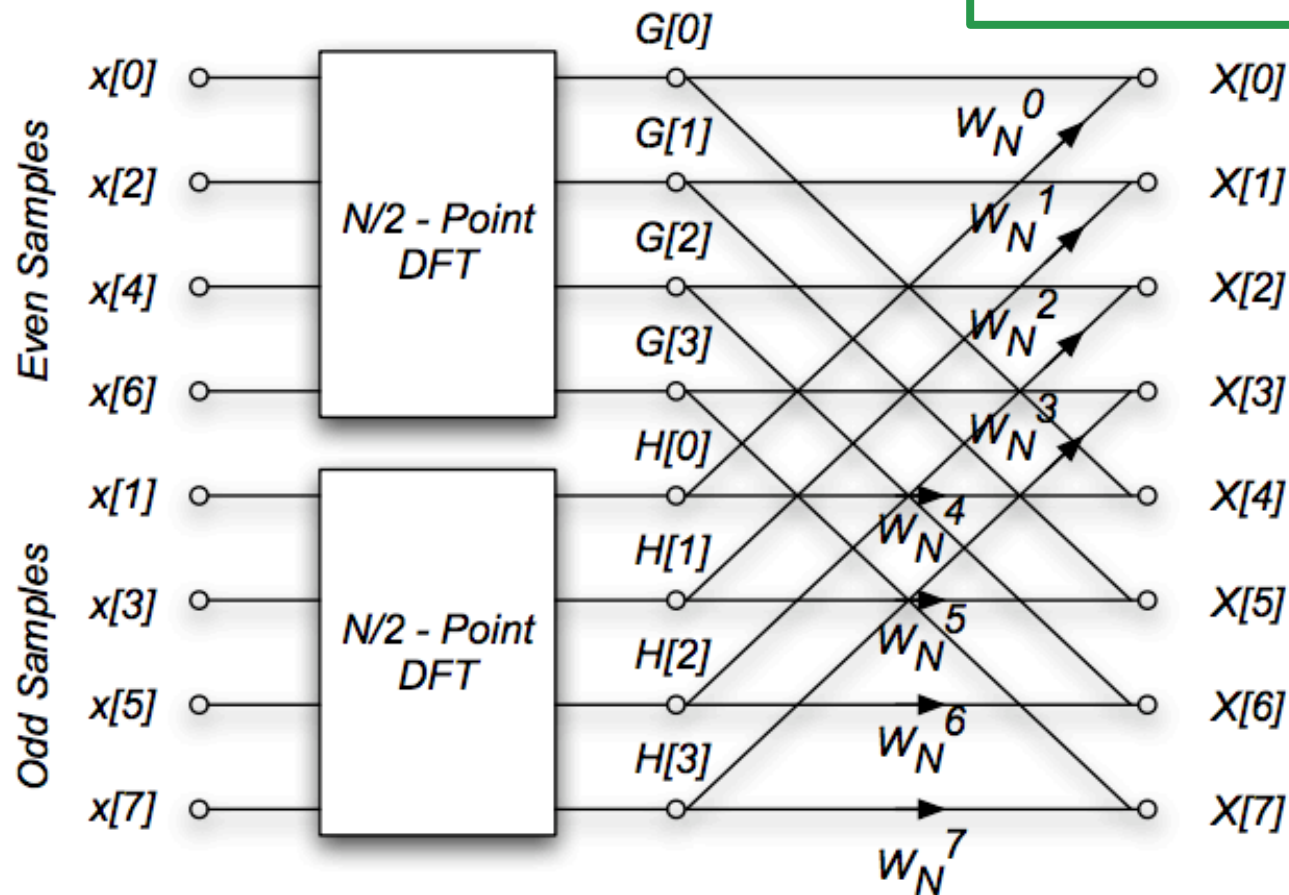 Even Samples
x[0]
x[2]
x[4]
x[6]
N/2 - Point
DFT
Odd Samples
x[1]
x[3]
x[5]
x[7]
N/2 - Point
DFT
G[0]
G[1]
G[2]
G[3]
H[0]
H[1]
H[2]
H[3]
W_N^0
W_N^1
W_N^2
W_N^3
W_N^4
W_N^5
W_N^6
W_N^7
X[0]
X[1]
X[2]
X[3]
X[4]
X[5]
X[6]
X[7]